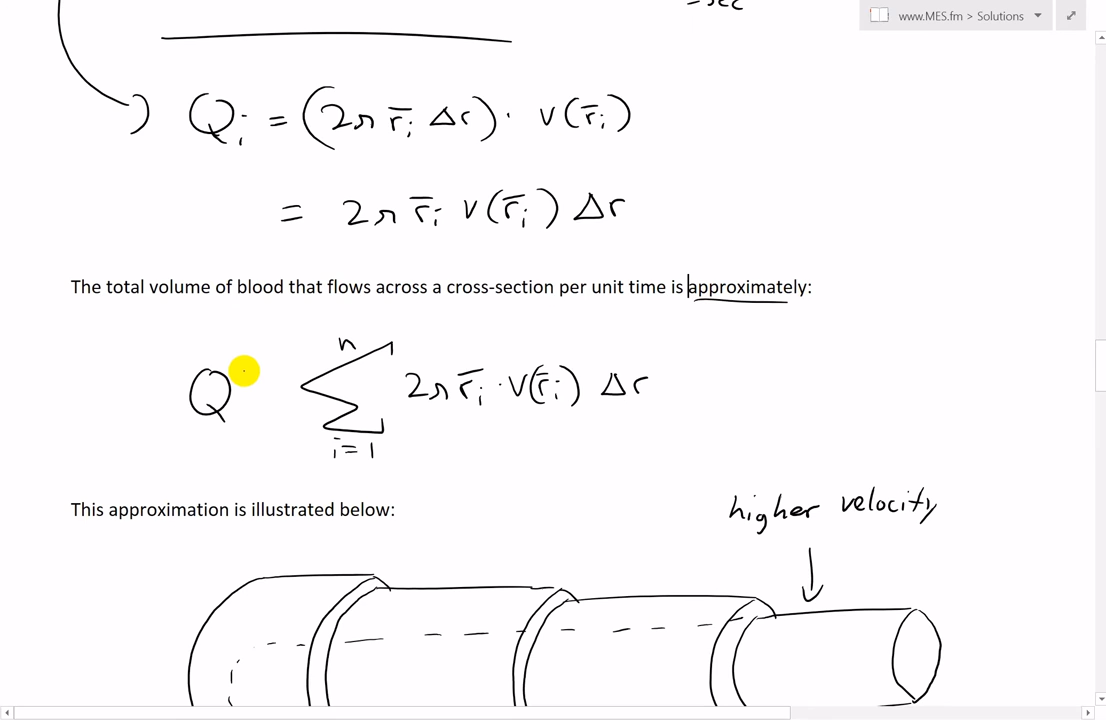 www.MES.fm > Solutions
Qᵢ = (2π r̄ᵢ Δr) · v(r̄ᵢ)
= 2π r̄ᵢ v(r̄ᵢ) Δr
The total volume of blood that flows across a cross-section per unit time is approximately:
n
Q Σ 2π r̄ᵢ · v(r̄ᵢ) Δr
i=1
This approximation is illustrated below:
higher velocity